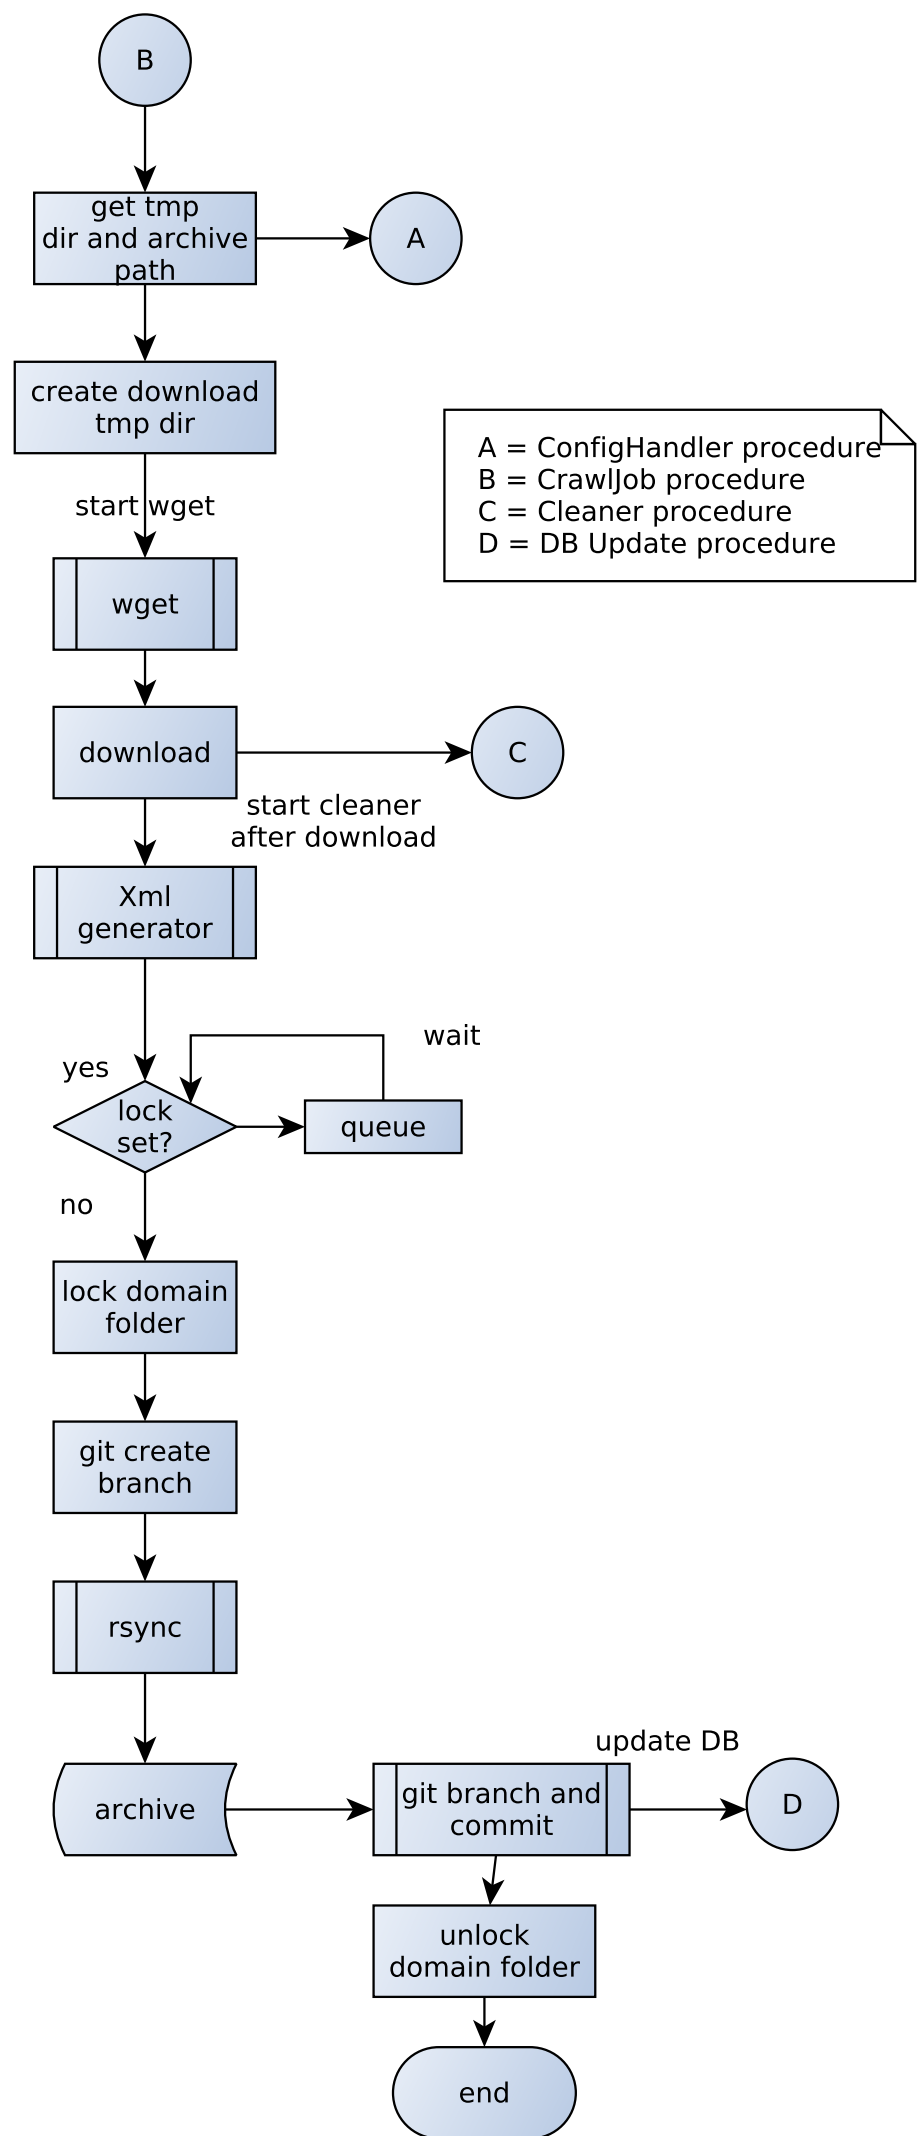 B
get tmp
dir and archive
path
A
create download
tmp dir
A = ConfigHandler procedure
B = CrawlJob procedure
C = Cleaner procedure
D = DB Update procedure
start wget
wget
download
C
start cleaner
after download
Xml
generator
wait
yes
lock
set?
queue
no
lock domain
folder
git create
branch
rsync
update DB
archive
git branch and
commit
D
unlock
domain folder
end